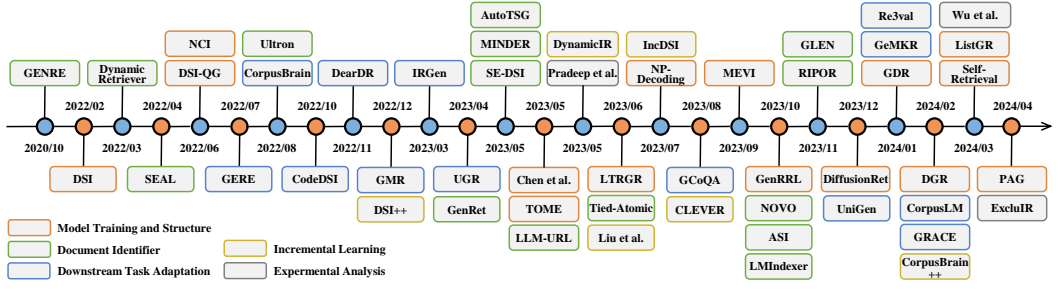 AutoTSG
Re3val
Wu et al.
NCI
Ultron
MINDER
DynamicIR
IncDSI
GLEN
GeMKR
ListGR
GENRE
Dynamic
Retriever
DSI-QG
CorpusBrain
DearDR
IRGen
SE-DSI
Pradeep et al.
NP-
Decoding
MEVI
RIPOR
GDR
Self-
Retrieval
2022/02
2022/04
2022/07
2022/10
2022/12
2023/04
2023/05
2023/06
2023/08
2023/10
2023/12
2024/02
2024/04
2020/10
2022/03
2022/06
2022/08
2022/11
2023/03
2023/05
2023/05
2023/07
2023/09
2023/11
2024/01
2024/03
DSI
SEAL
GERE
CodeDSI
GMR
UGR
Chen et al.
LTRGR
GCoQA
GenRRL
DiffusionRet
DGR
PAG
DSI++
GenRet
TOME
Tied-Atomic
CLEVER
NOVO
UniGen
CorpusLM
ExcluIR
LLM-URL
Liu et al.
ASI
GRACE
LMIndexer
CorpusBrain
++
Model Training and Structure
Document Identifier
Incremental Learning
Downstream Task Adaptation
Expermental Analysis